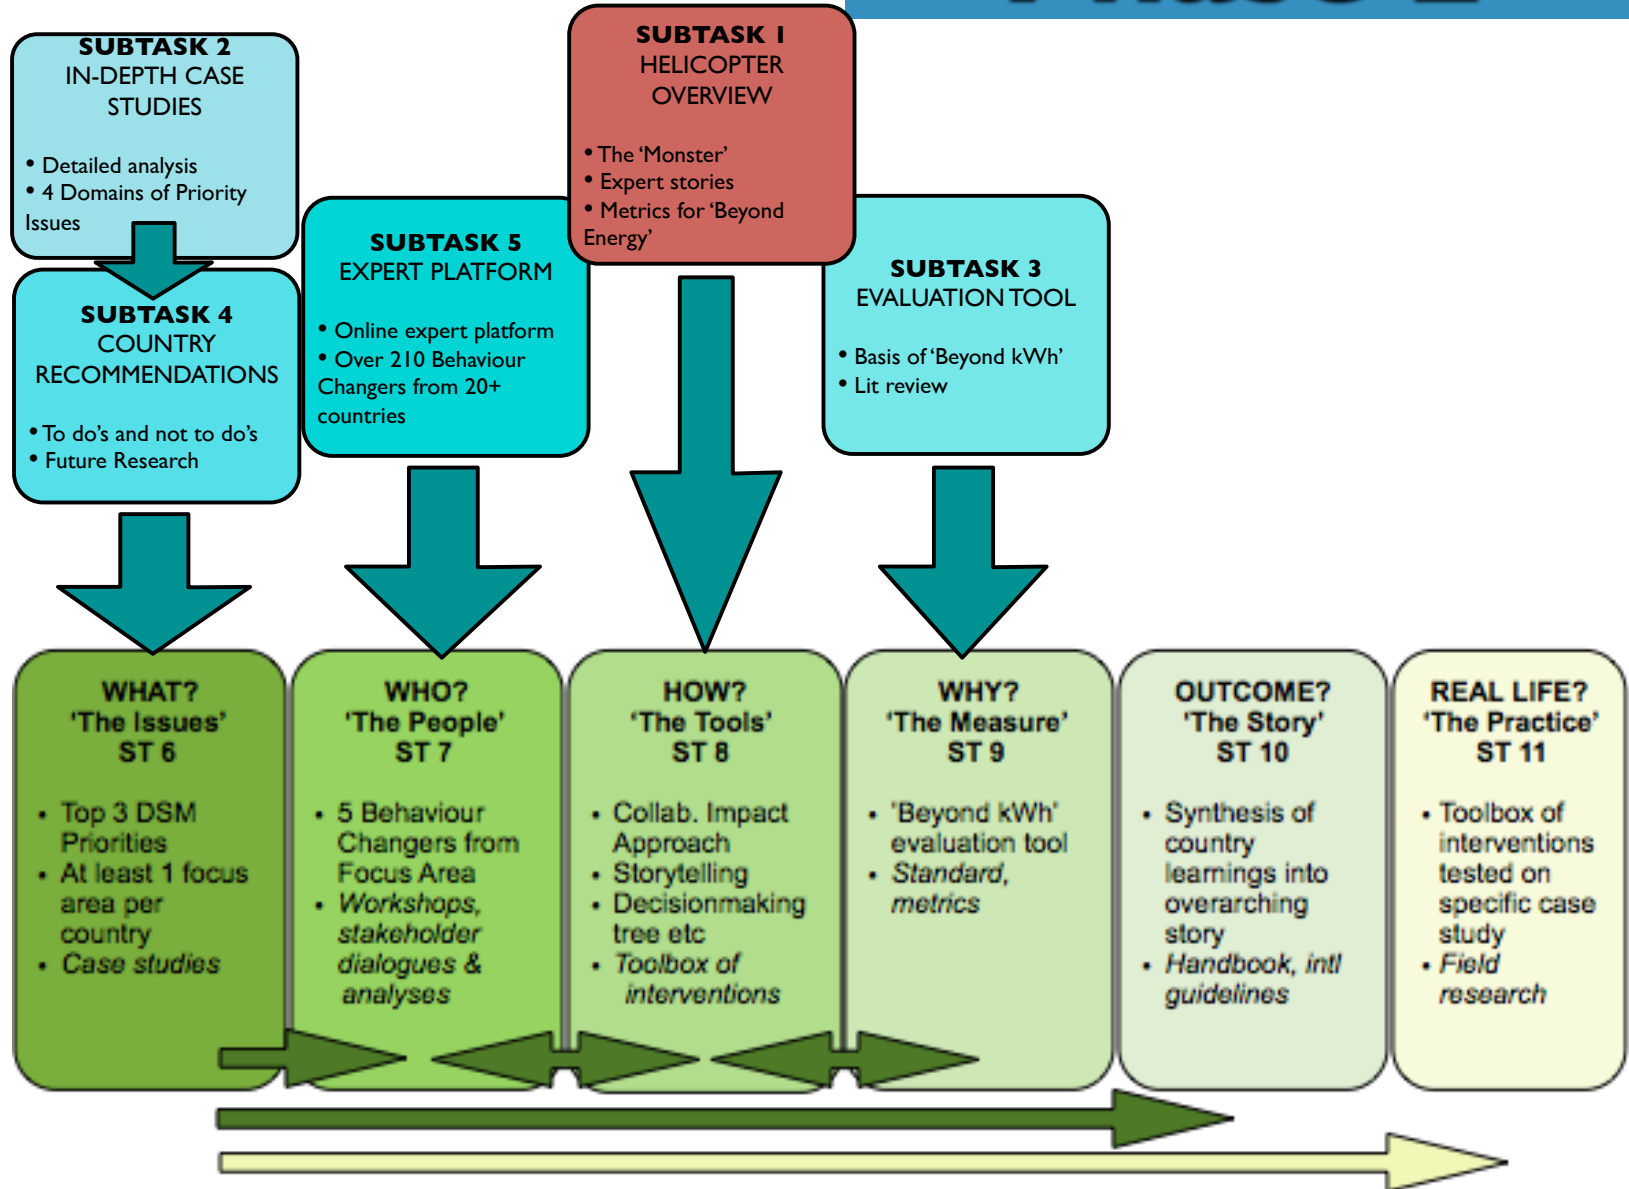 SUBTASK 2
IN-DEPTH CASE
STUDIES
• Detailed analysis
• 4 Domains of Priority
Issues
SUBTASK 4
COUNTRY
RECOMMENDATIONS
• To do’s and not to do’s
• Future Research
SUBTASK 5
EXPERT PLATFORM
• Online expert platform
• Over 210 Behaviour
Changers from 20+
countries
SUBTASK 1
HELICOPTER
OVERVIEW
• The ‘Monster’
• Expert stories
• Metrics for ‘Beyond
Energy’
SUBTASK 3
EVALUATION TOOL
• Basis of ‘Beyond kWh’
• Lit review
WHAT?
‘The Issues’
ST 6
• Top 3 DSM
Priorities
• At least 1 focus
area per
country
• Case studies
WHO?
‘The People’
ST 7
• 5 Behaviour
Changers from
Focus Area
• Workshops,
stakeholder
dialogues &
analyses
HOW?
‘The Tools’
ST 8
• Collab. Impact
Approach
• Storytelling
• Decisionmaking
tree etc
• Toolbox of
interventions
WHY?
‘The Measure’
ST 9
• ’Beyond kWh’
evaluation tool
• Standard,
metrics
OUTCOME?
‘The Story’
ST 10
• Synthesis of
country
learnings into
overarching
story
• Handbook, intl
guidelines
REAL LIFE?
‘The Practice’
ST 11
• Toolbox of
interventions
tested on
specific case
study
• Field
research